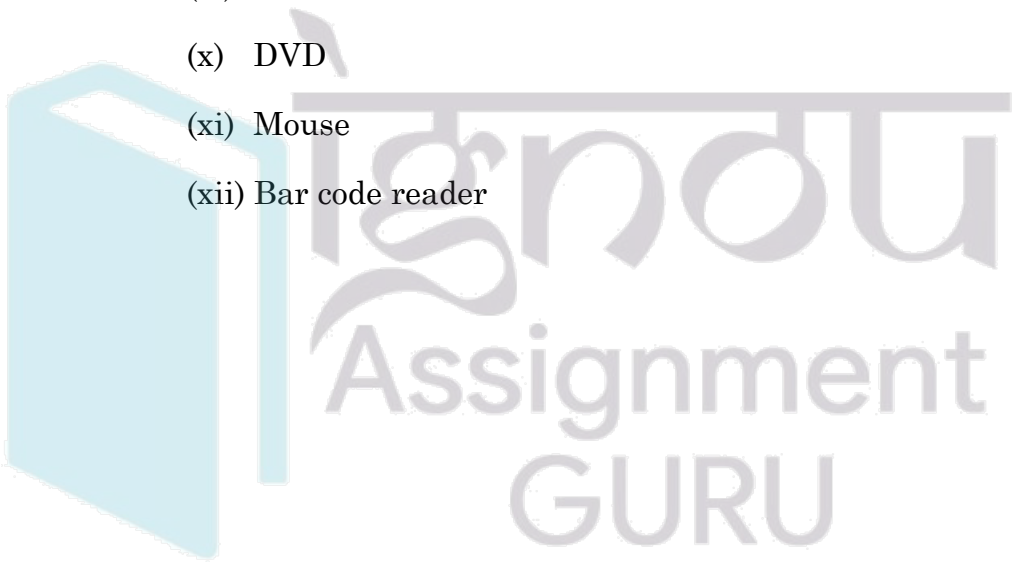 (x) DVD
(xi) Mouse
(xii) Bar code reader
ignou
Assignment
GURU